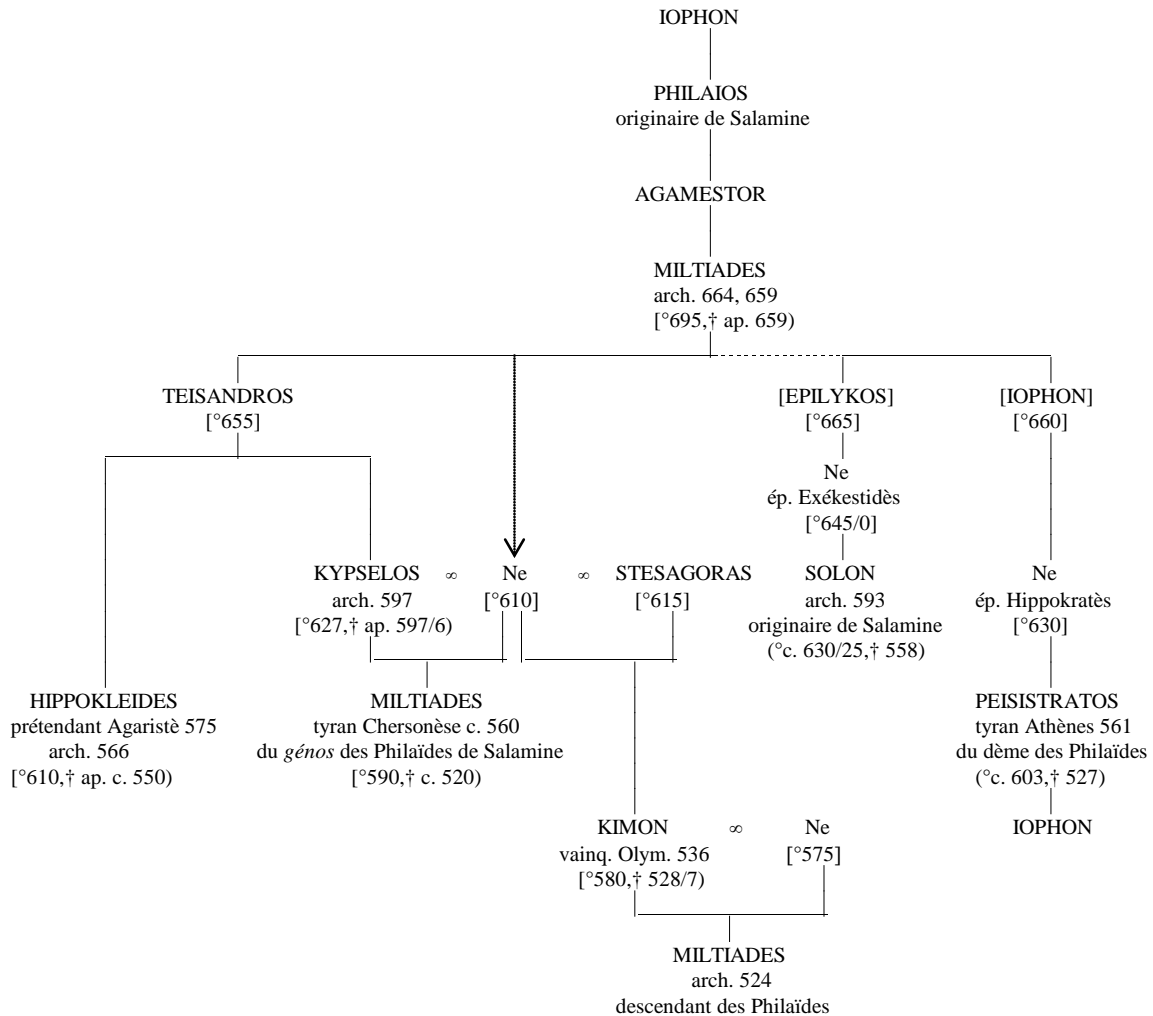 IOPHON
PHILAIOS
originaire de Salamine
AGAMESTOR
MILTIADES
arch. 664, 659
[°695,† ap. 659)
TEISANDROS
[°655]
[EPILYKOS]
[°665]
[IOPHON]
[°660]
Ne
ép. Exékestidès
[°645/0]
KYPSELOS ∞ Ne ∞ STESAGORAS
arch. 597 [°610] [°615]
[°627,† ap. 597/6)
SOLON
arch. 593
originaire de Salamine
(°c. 630/25,† 558)
Ne
ép. Hippokratès
[°630]
HIPPOKLEIDES
prétendant Agaristè 575
arch. 566
[°610,† ap. c. 550)
MILTIADES
tyran Chersonèse c. 560
du génos des Philaïdes de Salamine
[°590,† c. 520)
PEISISTRATOS
tyran Athènes 561
du dème des Philaïdes
(°c. 603,† 527)
KIMON ∞ Ne
vainq. Olym. 536 [°575]
[°580,† 528/7)
IOPHON
MILTIADES
arch. 524
descendant des Philaïdes